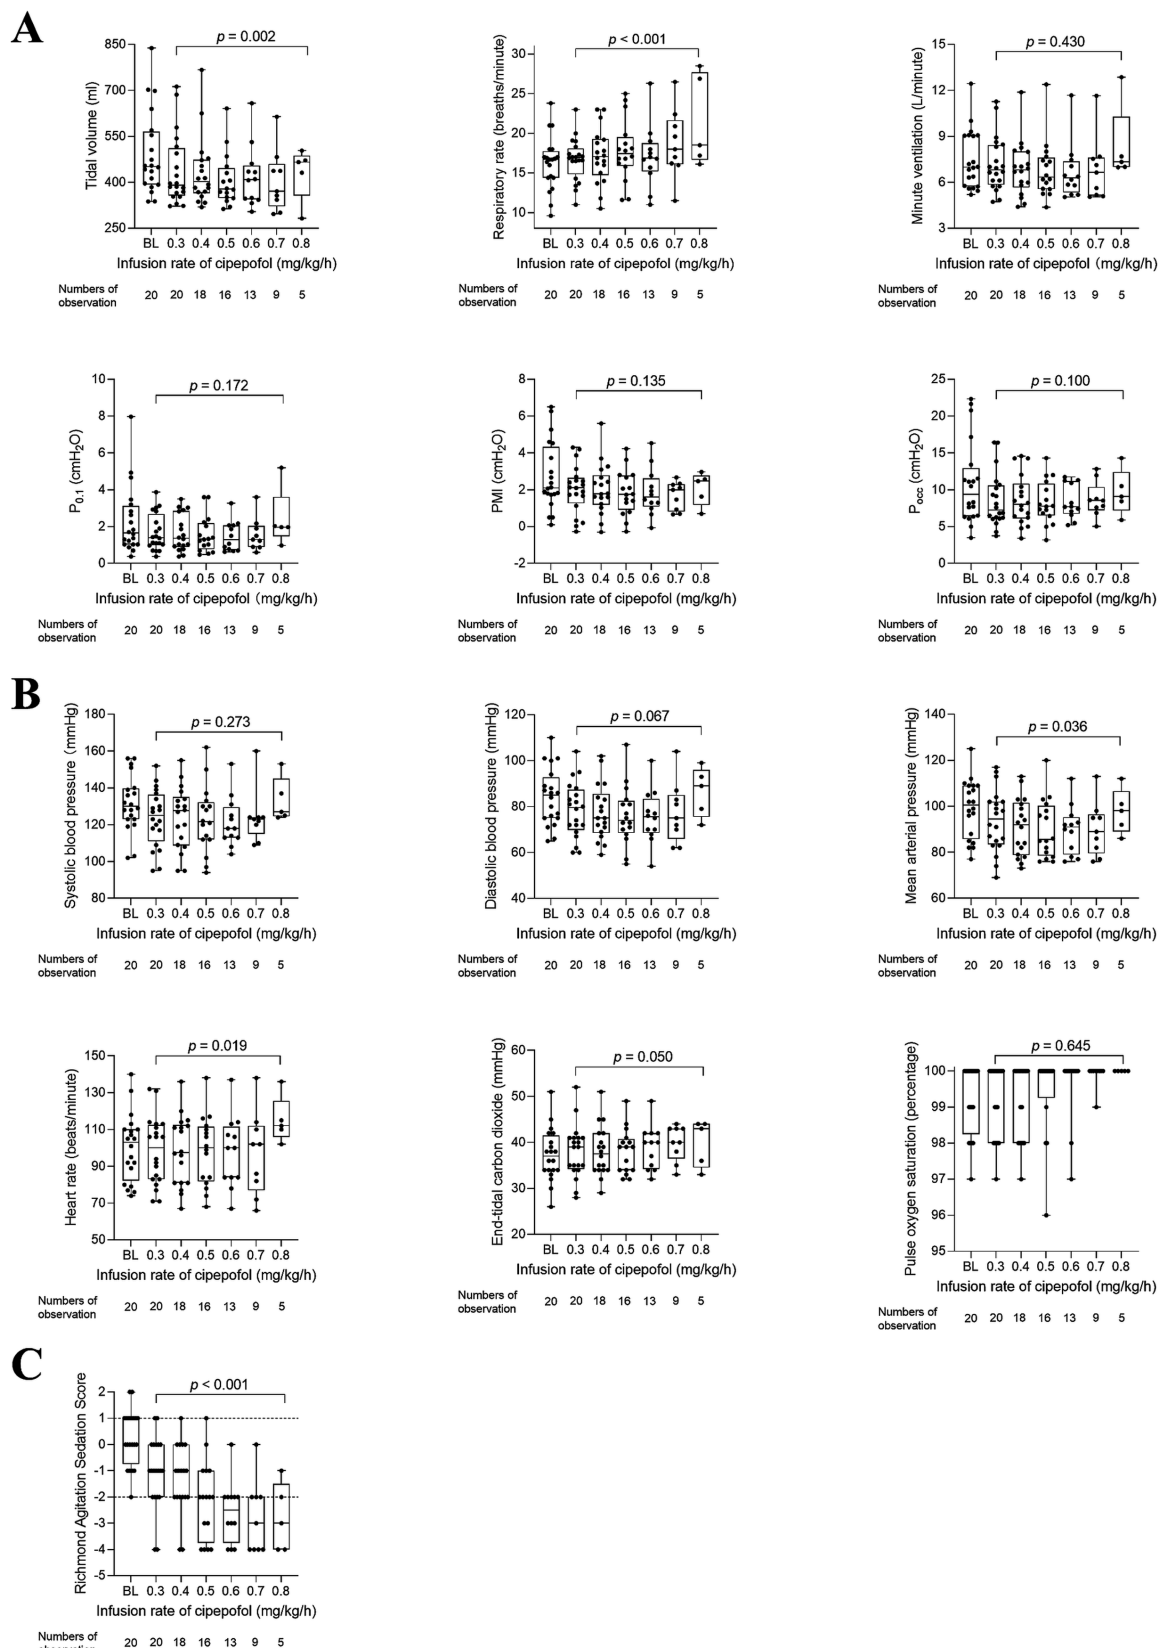 A
Tidal volume (ml)
850
700
550
400
250
p = 0.002
BL 0.3 0.4 0.5 0.6 0.7 0.8
Infusion rate of cipepofol (mg/kg/h)
Numbers of
observation
20 20 18 16 13 9 5
Respiratory rate (breaths/minute)
30
25
20
15
10
p < 0.001
BL 0.3 0.4 0.5 0.6 0.7 0.8
Infusion rate of cipepofol (mg/kg/h)
Numbers of
observation
20 20 18 16 13 9 5
Minute ventilation (L/minute)
15
12
9
6
3
p = 0.430
BL 0.3 0.4 0.5 0.6 0.7 0.8
Infusion rate of cipepofol (mg/kg/h)
Numbers of
observation
20 20 18 16 13 9 5
P0.1 (cmH2O)
10
8
6
4
2
0
p = 0.172
BL 0.3 0.4 0.5 0.6 0.7 0.8
Infusion rate of cipepofol (mg/kg/h)
Numbers of
observation
20 20 18 16 13 9 5
PMI (cmH2O)
8
6
4
2
0
-2
p = 0.135
BL 0.3 0.4 0.5 0.6 0.7 0.8
Infusion rate of cipepofol (mg/kg/h)
Numbers of
observation
20 20 18 16 13 9 5
Pocc (cmH2O)
25
20
15
10
5
0
p = 0.100
BL 0.3 0.4 0.5 0.6 0.7 0.8
Infusion rate of cipepofol (mg/kg/h)
Numbers of
observation
20 20 18 16 13 9 5
B
Systolic blood pressure (mmHg)
180
160
140
120
100
80
p = 0.273
BL 0.3 0.4 0.5 0.6 0.7 0.8
Infusion rate of cipepofol (mg/kg/h)
Numbers of
observation
20 20 18 16 13 9 5
Diastolic blood pressure (mmHg)
120
100
80
60
40
p = 0.067
BL 0.3 0.4 0.5 0.6 0.7 0.8
Infusion rate of cipepofol (mg/kg/h)
Numbers of
observation
20 20 18 16 13 9 5
Mean arterial pressure (mmHg)
140
120
100
80
60
p = 0.036
BL 0.3 0.4 0.5 0.6 0.7 0.8
Infusion rate of cipepofol (mg/kg/h)
Numbers of
observation
20 20 18 16 13 9 5
Heart rate (beats/minute)
150
130
110
90
70
50
p = 0.019
BL 0.3 0.4 0.5 0.6 0.7 0.8
Infusion rate of cipepofol (mg/kg/h)
Numbers of
observation
20 20 18 16 13 9 5
End-tidal carbon dioxide (mmHg)
60
50
40
30
20
p = 0.050
BL 0.3 0.4 0.5 0.6 0.7 0.8
Infusion rate of cipepofol (mg/kg/h)
Numbers of
observation
20 20 18 16 13 9 5
Pulse oxygen saturation (percentage)
100
99
98
97
96
95
p = 0.645
BL 0.3 0.4 0.5 0.6 0.7 0.8
Infusion rate of cipepofol (mg/kg/h)
Numbers of
observation
20 20 18 16 13 9 5
C
Richmond Agitation Sedation Score
2
1
0
-1
-2
-3
-4
-5
p < 0.001
BL 0.3 0.4 0.5 0.6 0.7 0.8
Infusion rate of cipepofol (mg/kg/h)
Numbers of
20 20 18 16 13 9 5